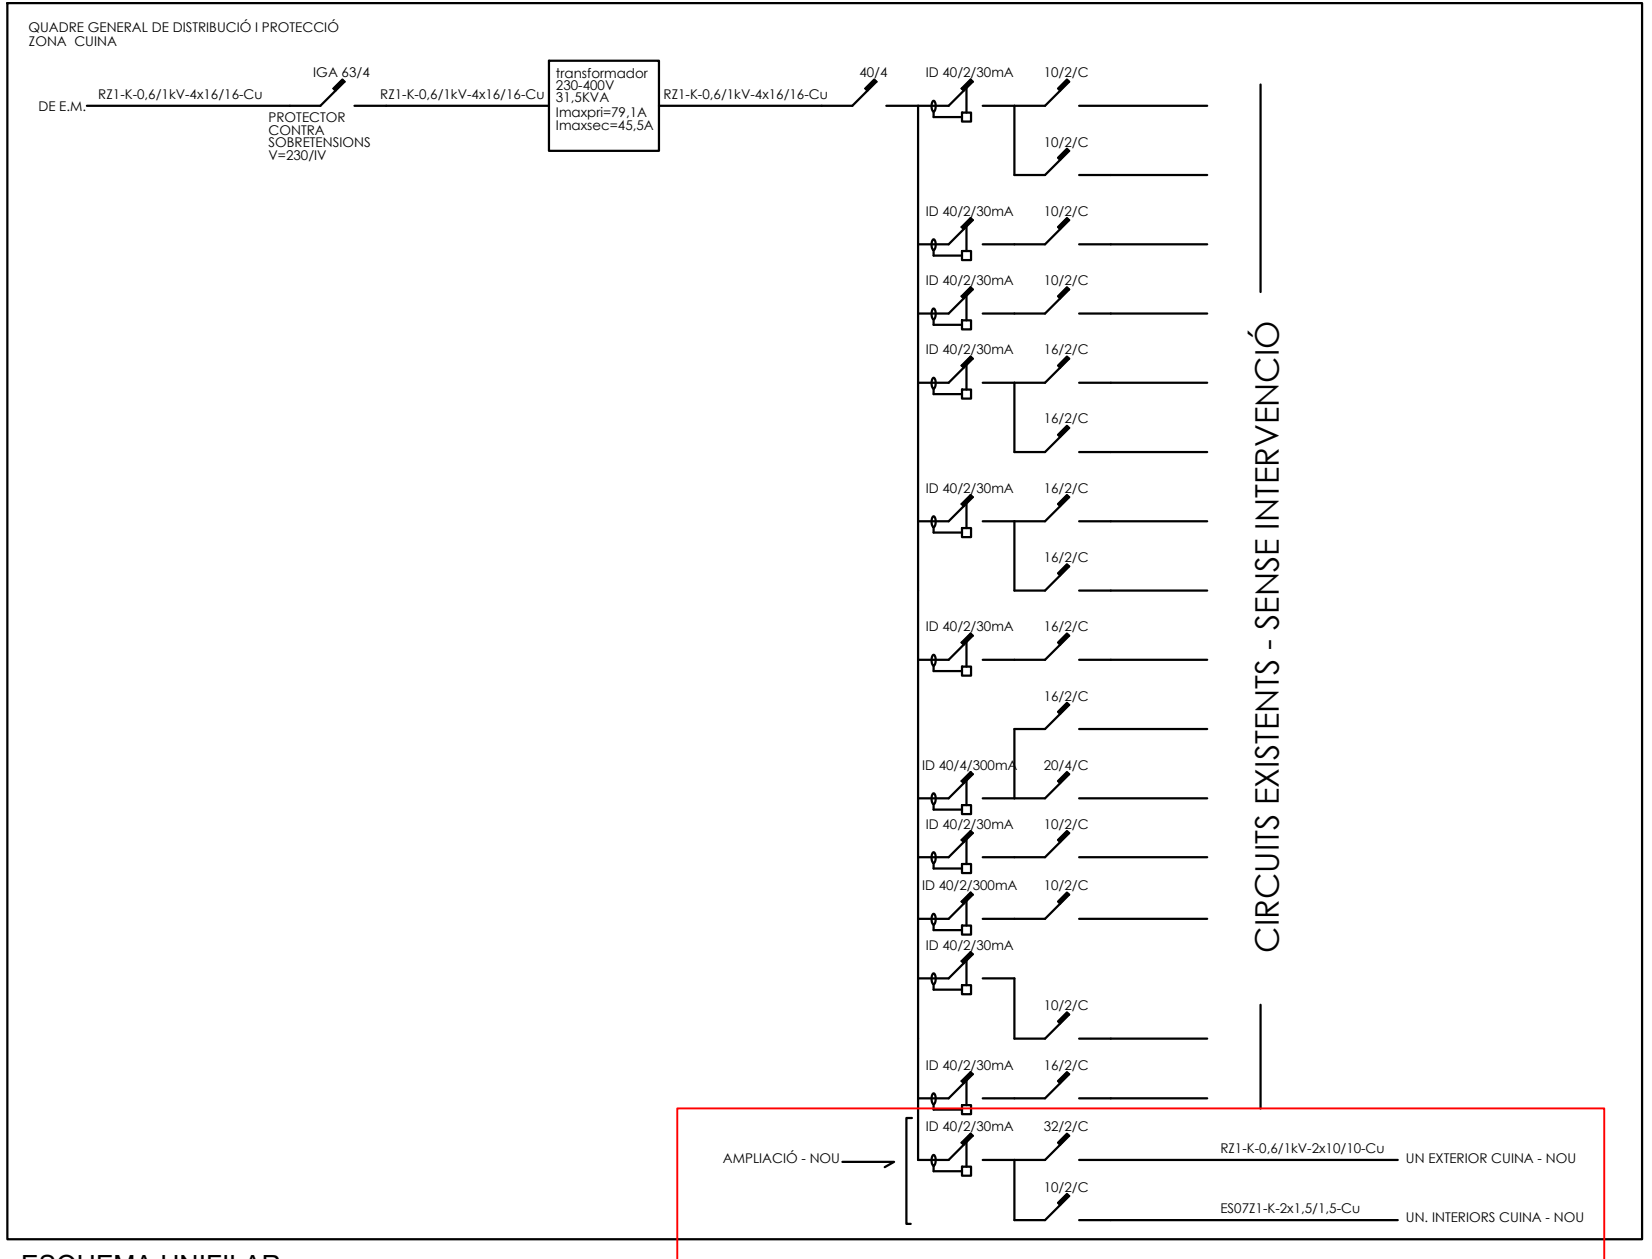 QUADRE GENERAL DE DISTRIBUCIÓ I PROTECCIÓ
ZONA CUINA
DE E.M.
RZ1-K-0,6/1kV-4x16/16-Cu
IGA 63/4
PROTECTOR
CONTRA
SOBRETENSIONS
V=230/IV
RZ1-K-0,6/1kV-4x16/16-Cu
transformador
230-400V
31,5KVA
Imaxpri=79,1A
Imaxsec=45,5A
RZ1-K-0,6/1kV-4x16/16-Cu
40/4
ID 40/2/30mA
10/2/C
10/2/C
ID 40/2/30mA
10/2/C
ID 40/2/30mA
10/2/C
ID 40/2/30mA
16/2/C
16/2/C
ID 40/2/30mA
16/2/C
16/2/C
ID 40/2/30mA
16/2/C
16/2/C
ID 40/4/300mA
20/4/C
ID 40/2/30mA
10/2/C
ID 40/2/300mA
10/2/C
ID 40/2/30mA
10/2/C
ID 40/2/30mA
16/2/C
CIRCUITS EXISTENTS - SENSE INTERVENCIÓ
AMPLIACIÓ - NOU
ID 40/2/30mA
32/2/C
RZ1-K-0,6/1kV-2x10/10-Cu
UN EXTERIOR CUINA - NOU
10/2/C
ES07Z1-K-2x1,5/1,5-Cu
UN. INTERIORS CUINA - NOU
ESQUEMA UNIFILAR